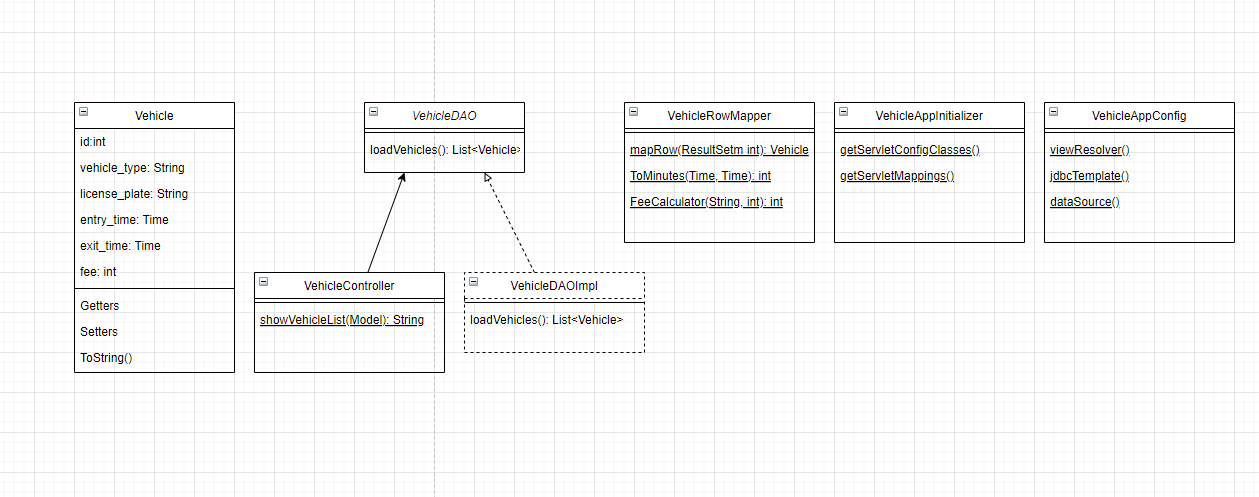 Vehicle
id:int
vehicle_type: String
license_plate: String
entry_time: Time
exit_time: Time
fee: int
Getters
Setters
ToString()
VehicleDAO
loadVehicles(): List<Vehicle>
VehicleController
showVehicleList(Model): String
VehicleDAOImpl
loadVehicles(): List<Vehicle>
VehicleRowMapper
mapRow(ResultSetm int): Vehicle
ToMinutes(Time, Time): int
FeeCalculator(String, int): int
VehicleAppInitializer
getServletConfigClasses()
getServletMappings()
VehicleAppConfig
viewResolver()
jdbcTemplate()
dataSource()